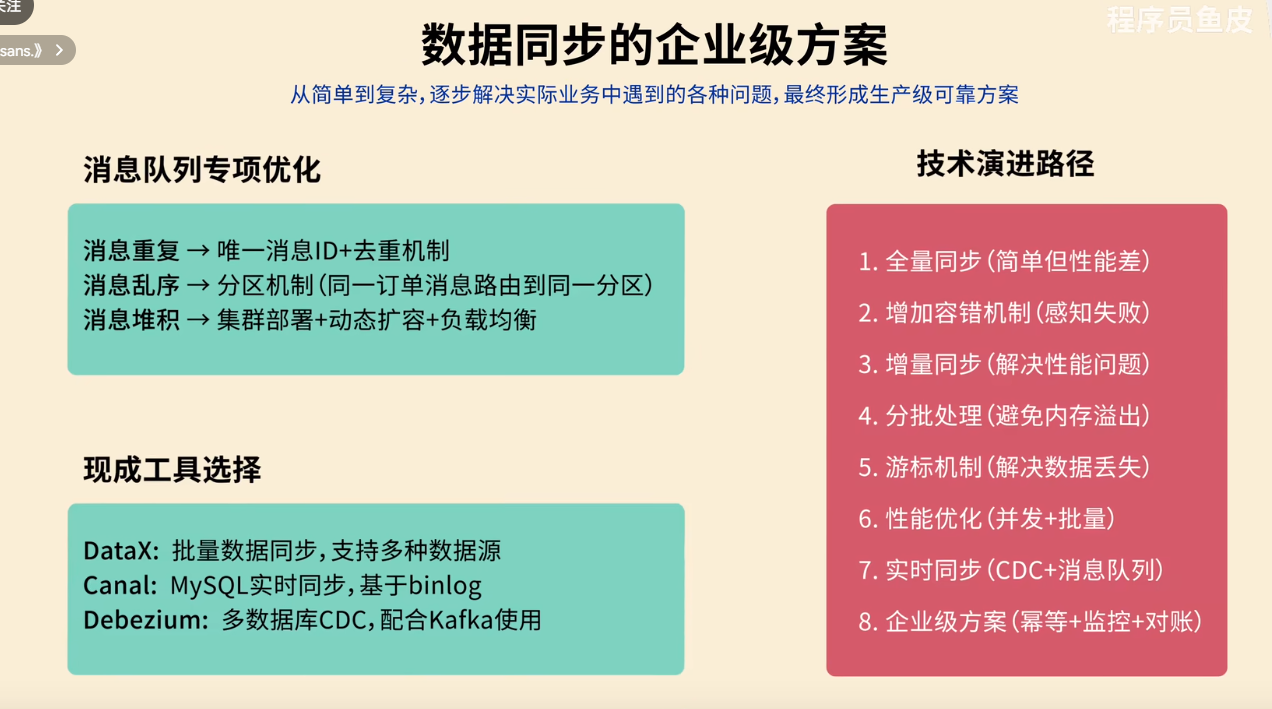 关注
程序员鱼皮
sans.》 >
数据同步的企业级方案
从简单到复杂，逐步解决实际业务中遇到的各种问题，最终形成生产级可靠方案
消息队列专项优化
消息重复 → 唯一消息ID+去重机制
消息乱序 → 分区机制（同一订单消息路由到同一分区）
消息堆积 → 集群部署+动态扩容+负载均衡
现成工具选择
DataX: 批量数据同步，支持多种数据源
Canal: MySQL实时同步，基于binlog
Debezium: 多数据库CDC，配合Kafka使用
技术演进路径
1. 全量同步（简单但性能差）
2. 增加容错机制（感知失败）
3. 增量同步（解决性能问题）
4. 分批处理（避免内存溢出）
5. 游标机制（解决数据丢失）
6. 性能优化（并发+批量）
7. 实时同步（CDC+消息队列）
8. 企业级方案（幂等+监控+对账）